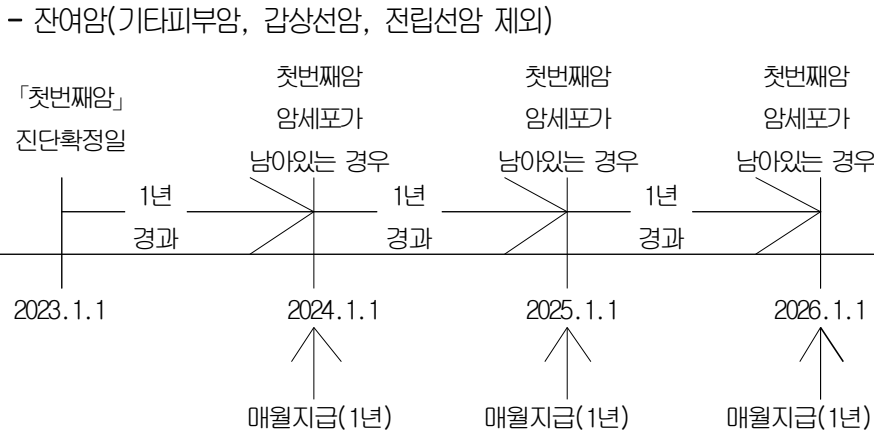 - 잔여암(기타피부암, 갑상선암, 전립선암 제외)
「첫번째암」
진단확정일
첫번째암
암세포가
남아있는 경우
첫번째암
암세포가
남아있는 경우
첫번째암
암세포가
남아있는 경우
1년
경과
1년
경과
1년
경과
2023.1.1
2024.1.1
2025.1.1
2026.1.1
매월지급(1년)
매월지급(1년)
매월지급(1년)